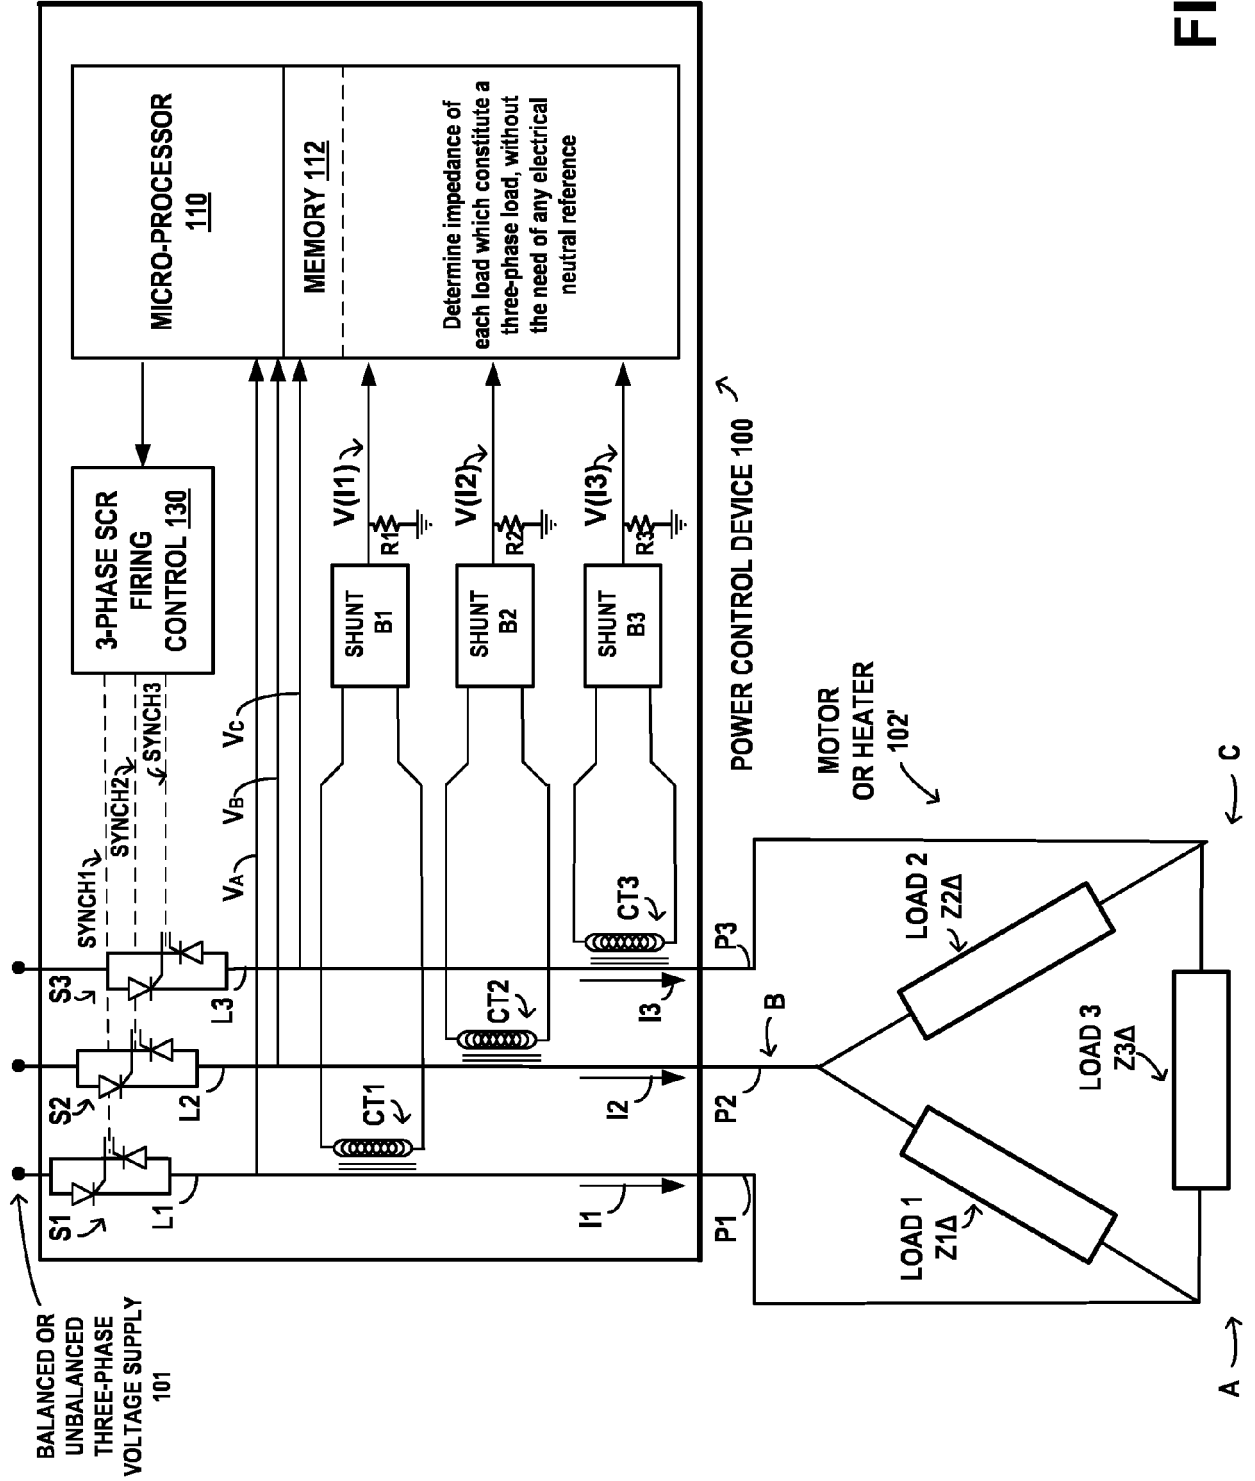 BALANCED OR
UNBALANCED
THREE-PHASE
VOLTAGE SUPPLY
101
S1
S2
S3
L1
L2
L3
SYNCH1
SYNCH2
SYNCH3
3-PHASE SCR
FIRING
CONTROL 130
MICRO-PROCESSOR
110
MEMORY 112
Determine impedance of
each load which constitute a
three-phase load, without
the need of any electrical
neutral reference
VA
VB
VC
CT1
CT2
CT3
SHUNT
B1
SHUNT
B2
SHUNT
B3
R1
R2
R3
V(I1)
V(I2)
V(I3)
I1
I2
I3
P1
P2
P3
POWER CONTROL DEVICE 100
MOTOR
OR HEATER
102'
A
B
C
LOAD 1
Z1Δ
LOAD 2
Z2Δ
LOAD 3
Z3Δ